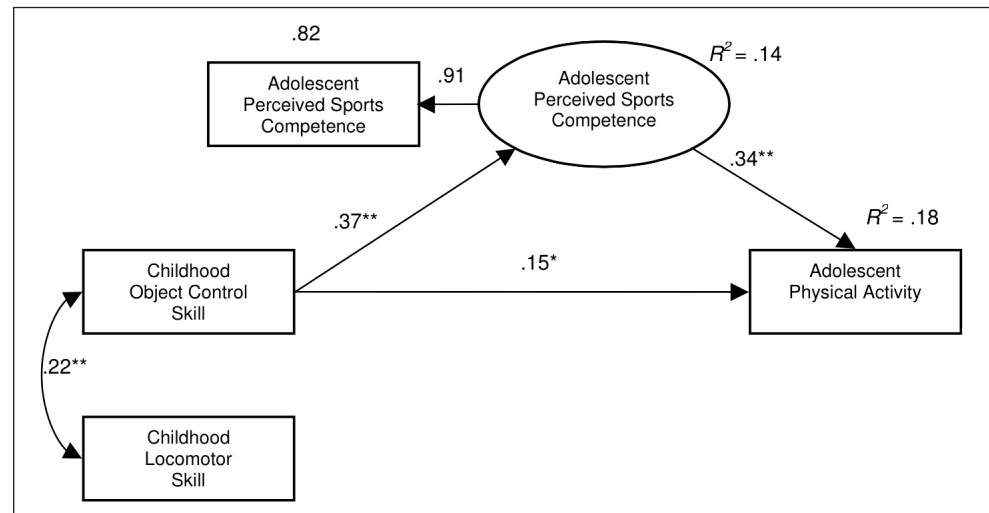 .82
R² = .14
Adolescent
Perceived Sports
Competence
.91
Adolescent
Perceived Sports
Competence
.34**
R² = .18
.37**
.15*
Childhood
Object Control
Skill
Adolescent
Physical Activity
.22**
Childhood
Locomotor
Skill